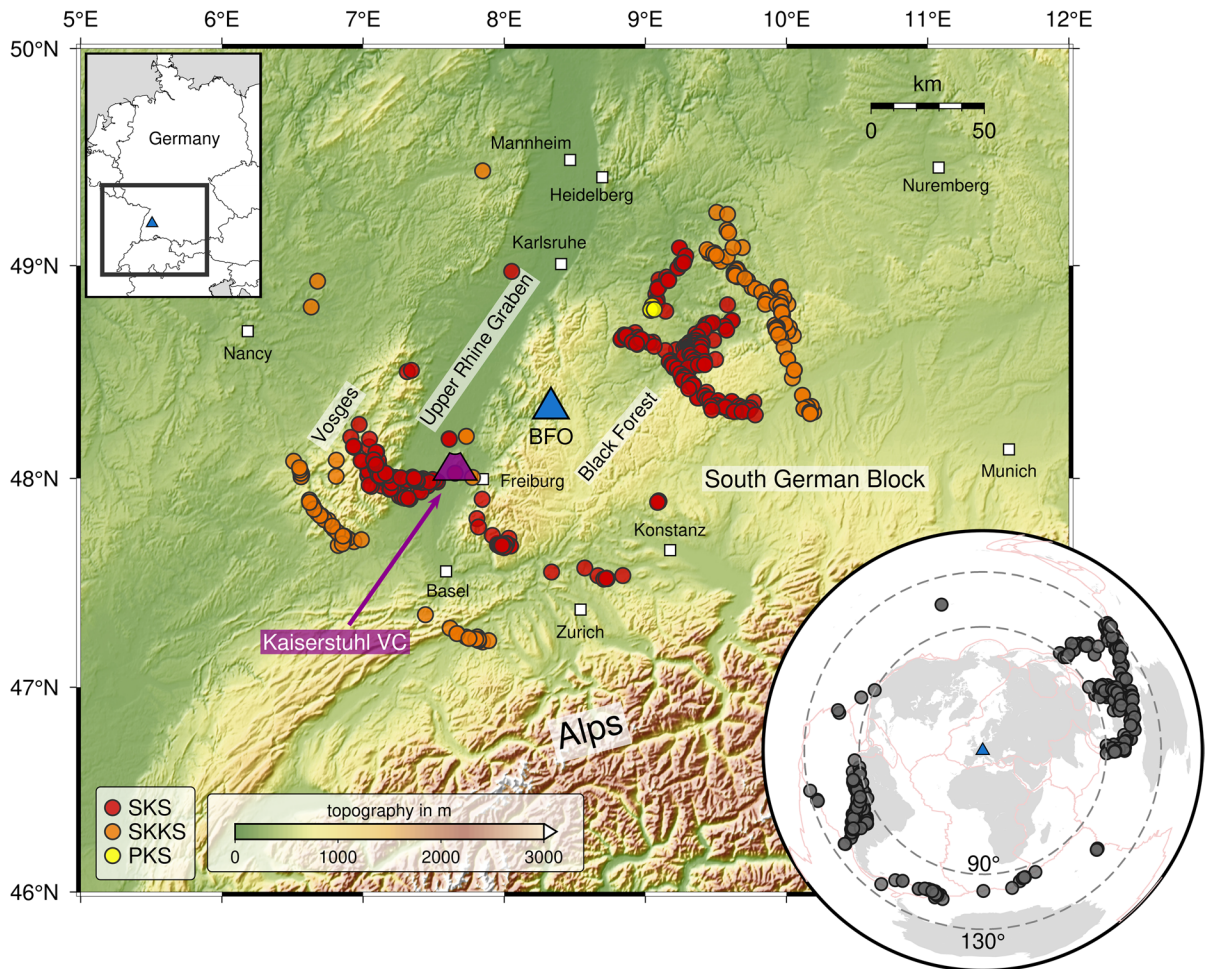 5°E 6°E 7°E 8°E 9°E 10°E 11°E 12°E
50°N
49°N
48°N
47°N
46°N
Germany
km
0 50
Mannheim
Heidelberg
Nuremberg
Karlsruhe
Nancy
Upper Rhine Graben
Vosges
BFO
Black Forest
Freiburg
South German Block
Munich
Konstanz
Basel
Zurich
Kaiserstuhl VC
Alps
SKS
SKKS
PKS
topography in m
0 1000 2000 3000
90°
130°